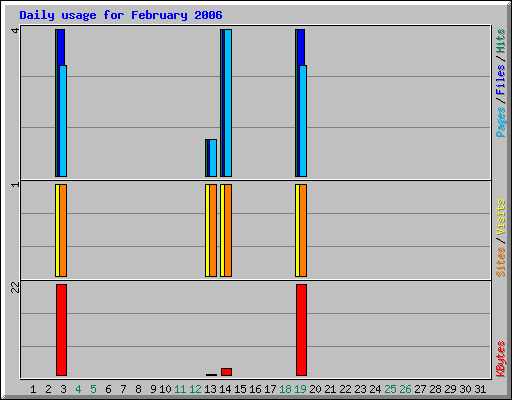 Daily usage for February 2006
4
Pages/Files/Hits
1
Sites/Visits
22
KBytes
1 2 3 4 5 6 7 8 9 10 11 12 13 14 15 16 17 18 19 20 21 22 23 24 25 26 27 28 29 30 31